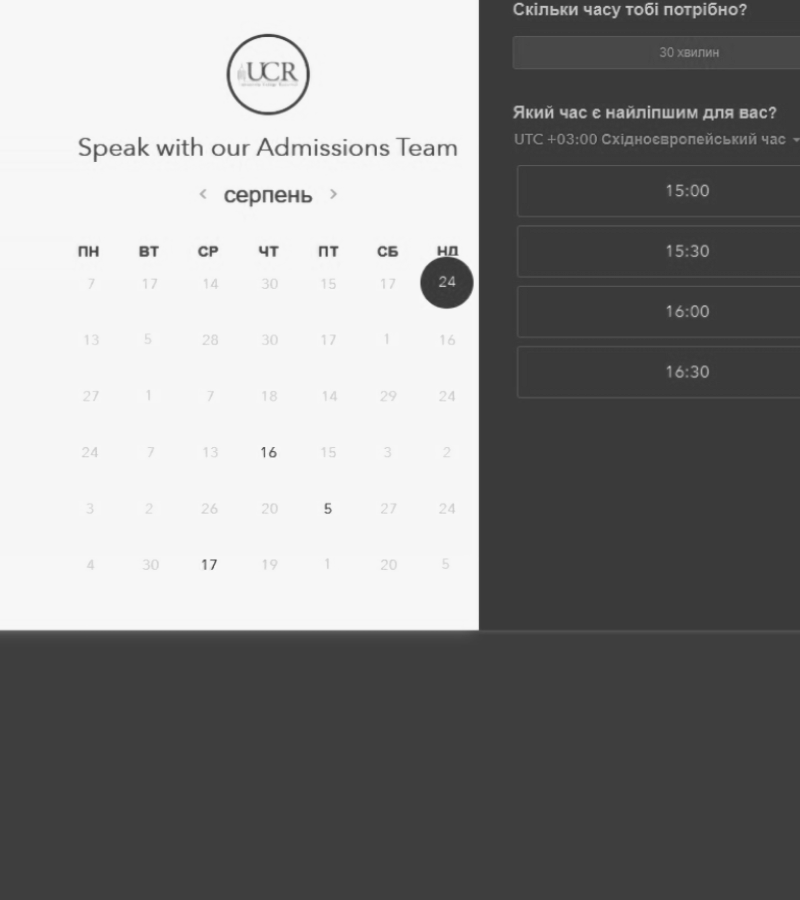 UCR
Speak with our Admissions Team
серпень
ПН ВТ СР ЧТ ПТ СБ НД
7 17 14 30 15 17 24
13 5 28 30 17 1 16
27 1 7 18 14 29 24
24 7 13 16 15 3 2
3 2 26 20 5 27 24
4 30 17 19 1 20 5
Скільки часу тобі потрібно?
30 хвилин
Який час є найліпшим для вас?
UTC +03:00 Східноєвропейський час
15:00
15:30
16:00
16:30